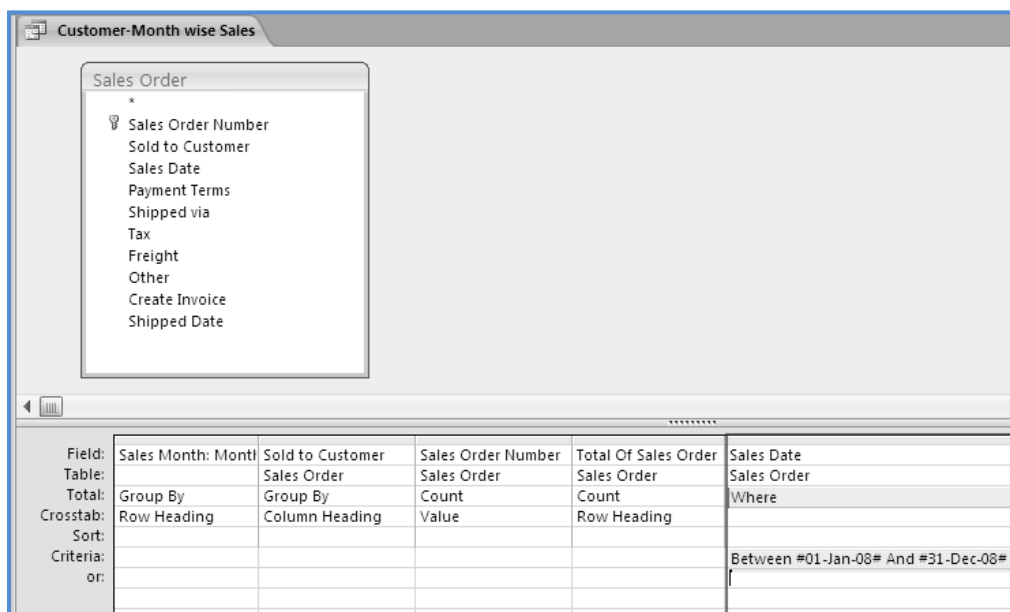 Customer-Month wise Sales
Sales Order
*
Sales Order Number
Sold to Customer
Sales Date
Payment Terms
Shipped via
Tax
Freight
Other
Create Invoice
Shipped Date
Field: Sales Month: Month Sold to Customer Sales Order Number Total Of Sales Order Sales Date
Table: Sales Order Sales Order Sales Order Sales Order
Total: Group By Group By Count Count Where
Crosstab: Row Heading Column Heading Value Row Heading
Sort:
Criteria: Between #01-Jan-08# And #31-Dec-08#
or: